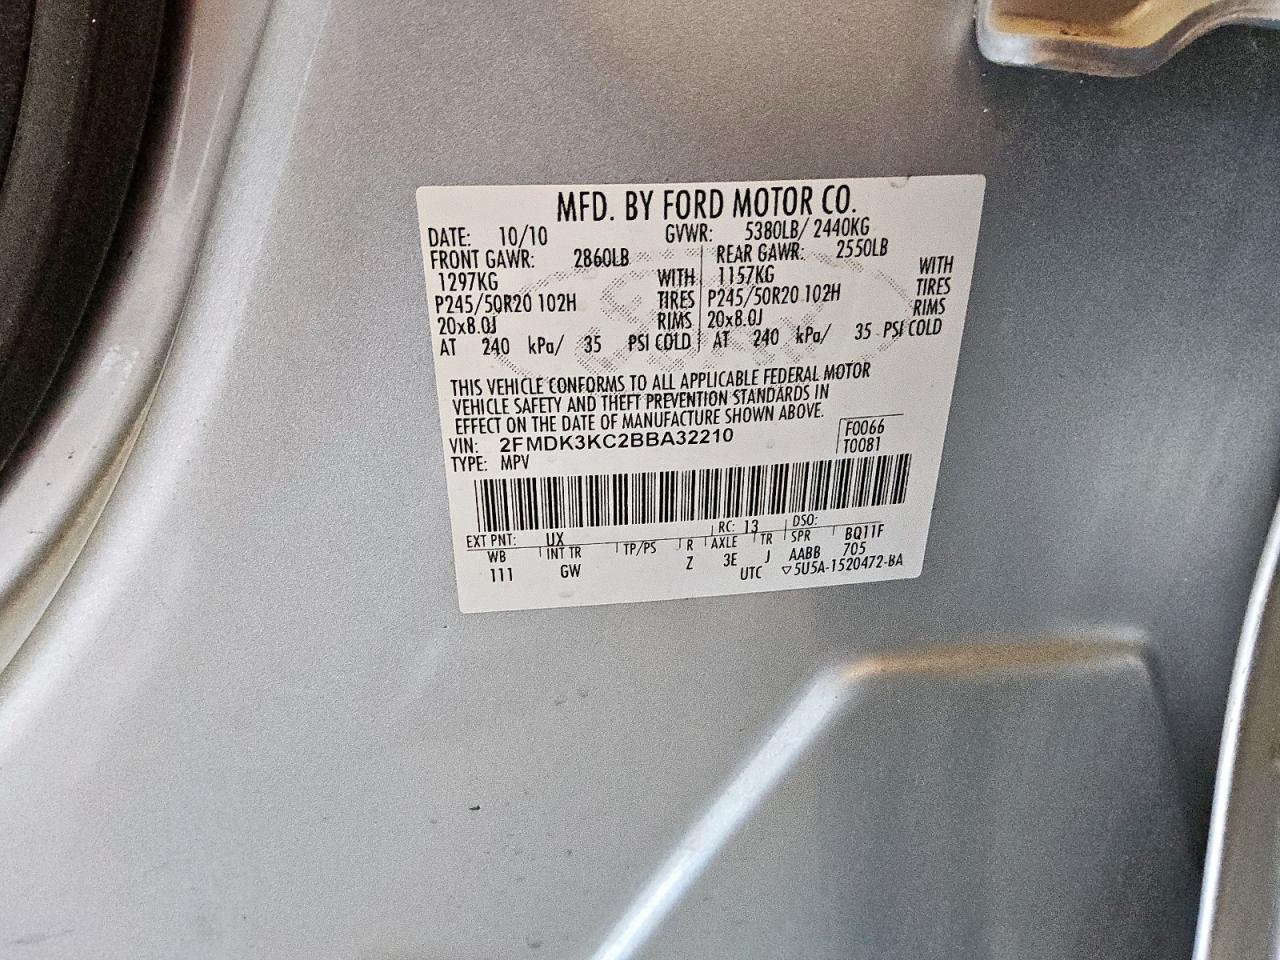 MFD. BY FORD MOTOR CO.
DATE: 10/10 GVWR: 5380LB/ 2440KG
FRONT GAWR: 2860LB REAR GAWR: 2550LB
1297KG WITH 1157KG WITH
P245/50R20 102H TIRES P245/50R20 102H TIRES
20x8.0J RIMS 20x8.0J RIMS
AT 240 kPa/ 35 PSI COLD AT 240 kPa/ 35 PSI COLD
THIS VEHICLE CONFORMS TO ALL APPLICABLE FEDERAL MOTOR
VEHICLE SAFETY AND THEFT PREVENTION STANDARDS IN
EFFECT ON THE DATE OF MANUFACTURE SHOWN ABOVE.
VIN: 2FMDK3KC2BBA32210 F0066
TYPE: MPV T0081
EXT PNT: UX RC: 13 DSO:
WB INT TR TP/PS R AXLE TR SPR BQ11F
111 GW Z 3E J AABB 705
UTC ▽5U5A-1520472-BA